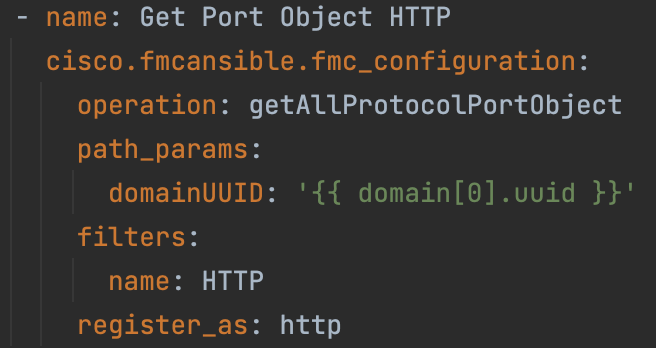 - name: Get Port Object HTTP
cisco.fmcansible.fmc_configuration:
operation: getAllProtocolPortObject
path_params:
domainUUID: '{{ domain[0].uuid }}'
filters:
name: HTTP
register_as: http